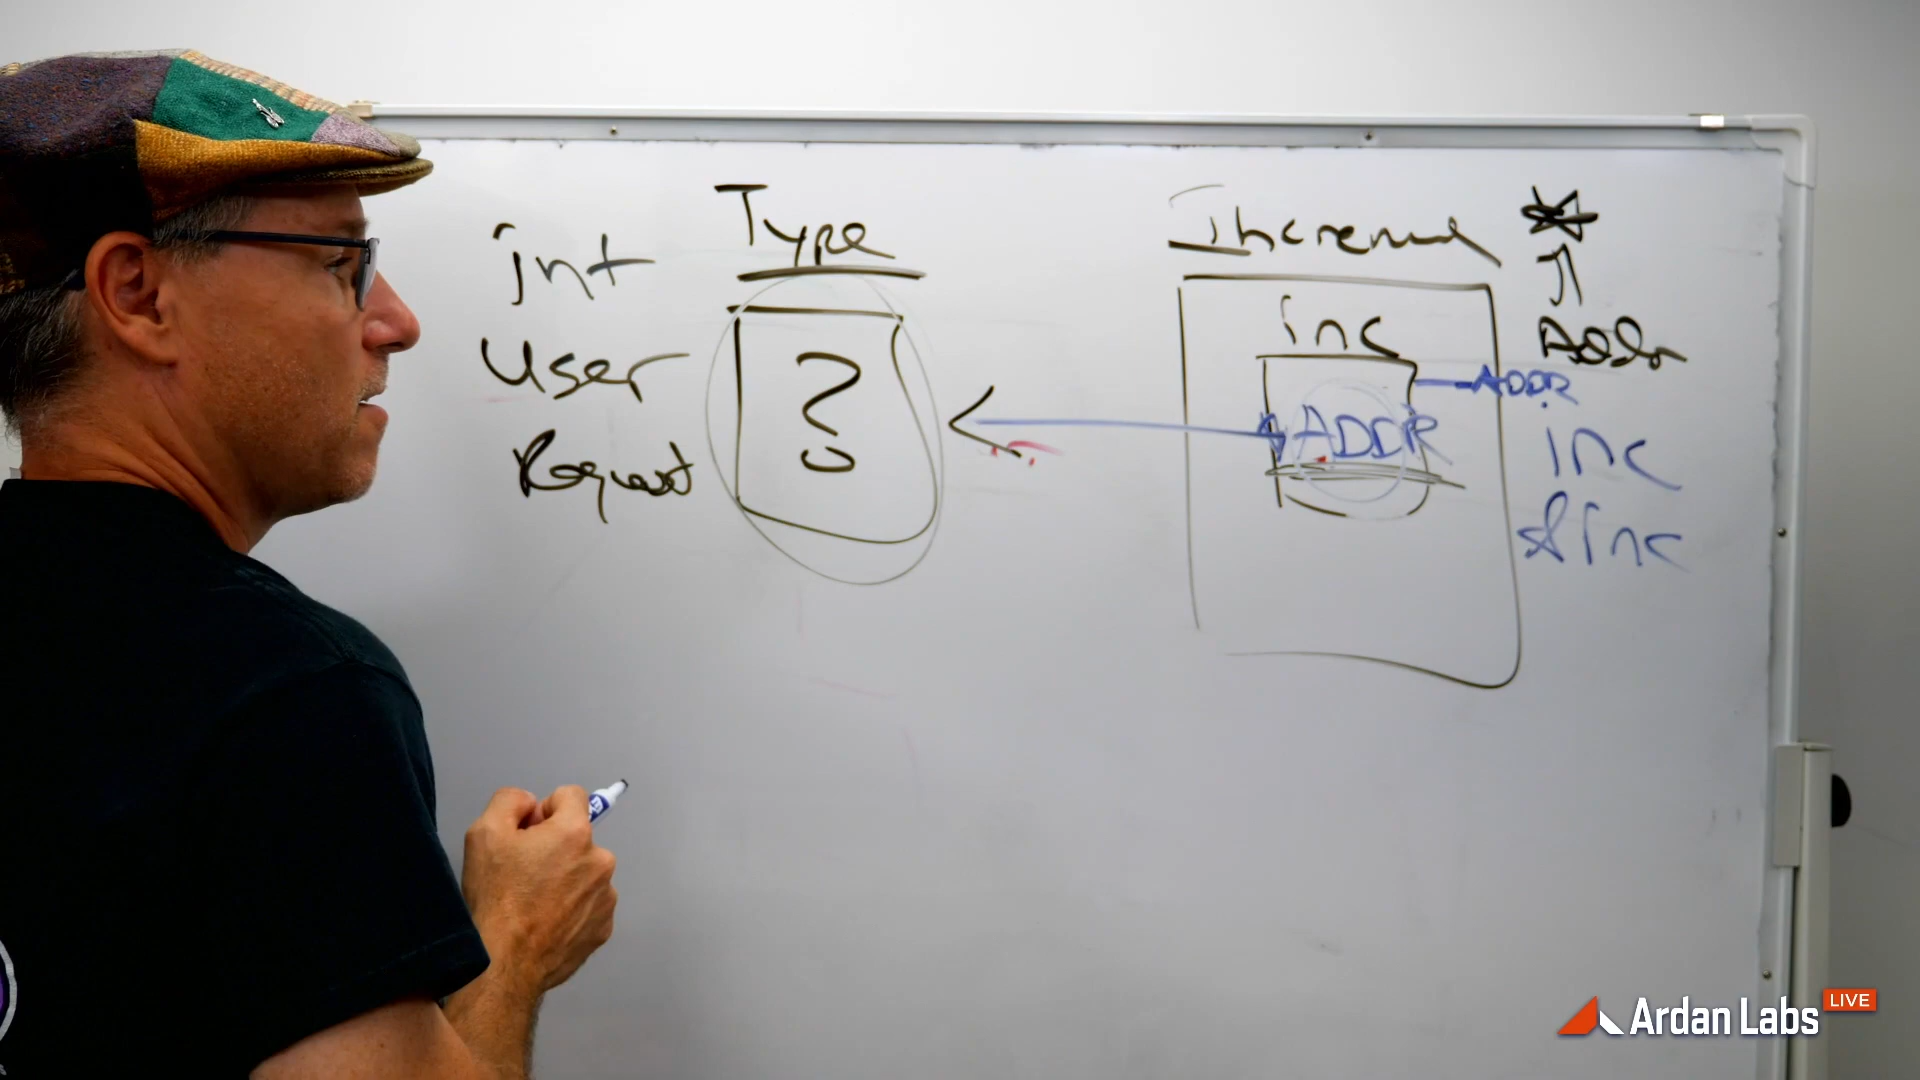 Type
int
User
Request
?
Increment
inc
ADDR
*
Addr
ADDR
inc
&inc
Ardan Labs LIVE